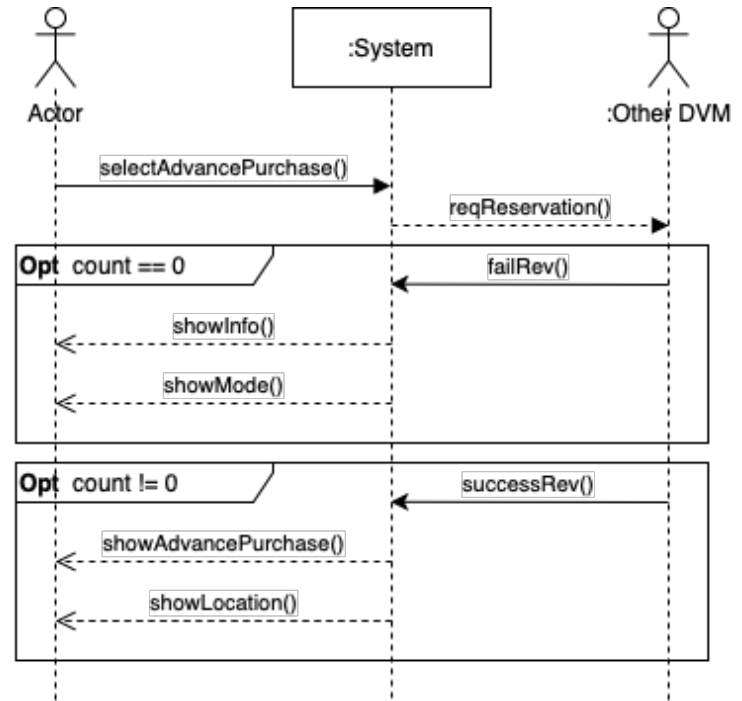 :System
Actor
:Other DVM
selectAdvancePurchase()
reqReservation()
Opt count == 0
failRev()
showInfo()
showMode()
Opt count != 0
successRev()
showAdvancePurchase()
showLocation()